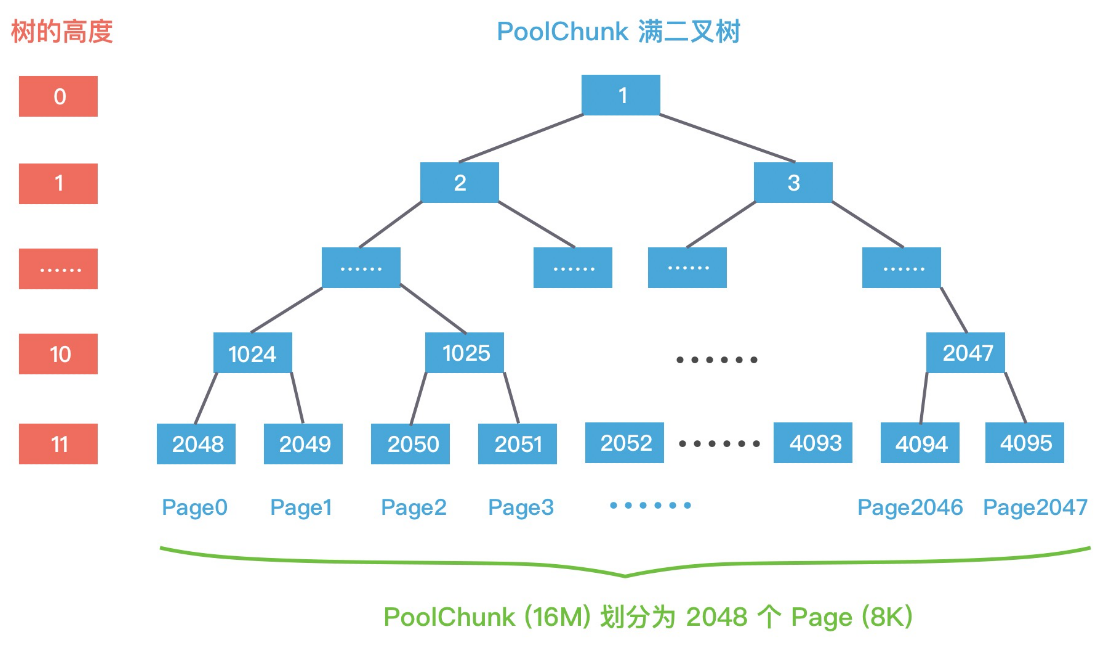 树的高度
PoolChunk 满二叉树
0
1
1
2
3
……
……
……
……
……
10
1024
1025
……
2047
11
2048
2049
2050
2051
2052
……
4093
4094
4095
Page0
Page1
Page2
Page3
……
Page2046
Page2047
PoolChunk (16M) 划分为 2048 个 Page (8K)